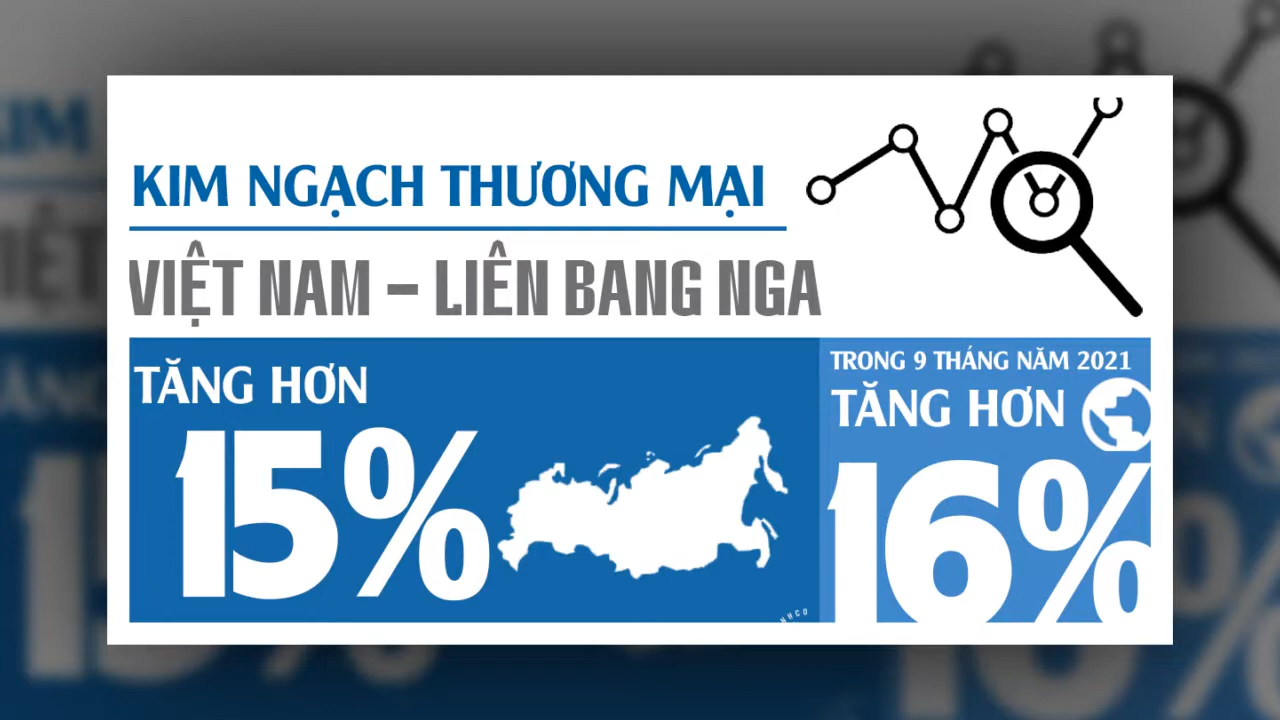 KIM NGẠCH THƯƠNG MẠI
VIỆT NAM – LIÊN BANG NGA
TĂNG HƠN
15%
TRONG 9 THÁNG NĂM 2021
TĂNG HƠN
16%